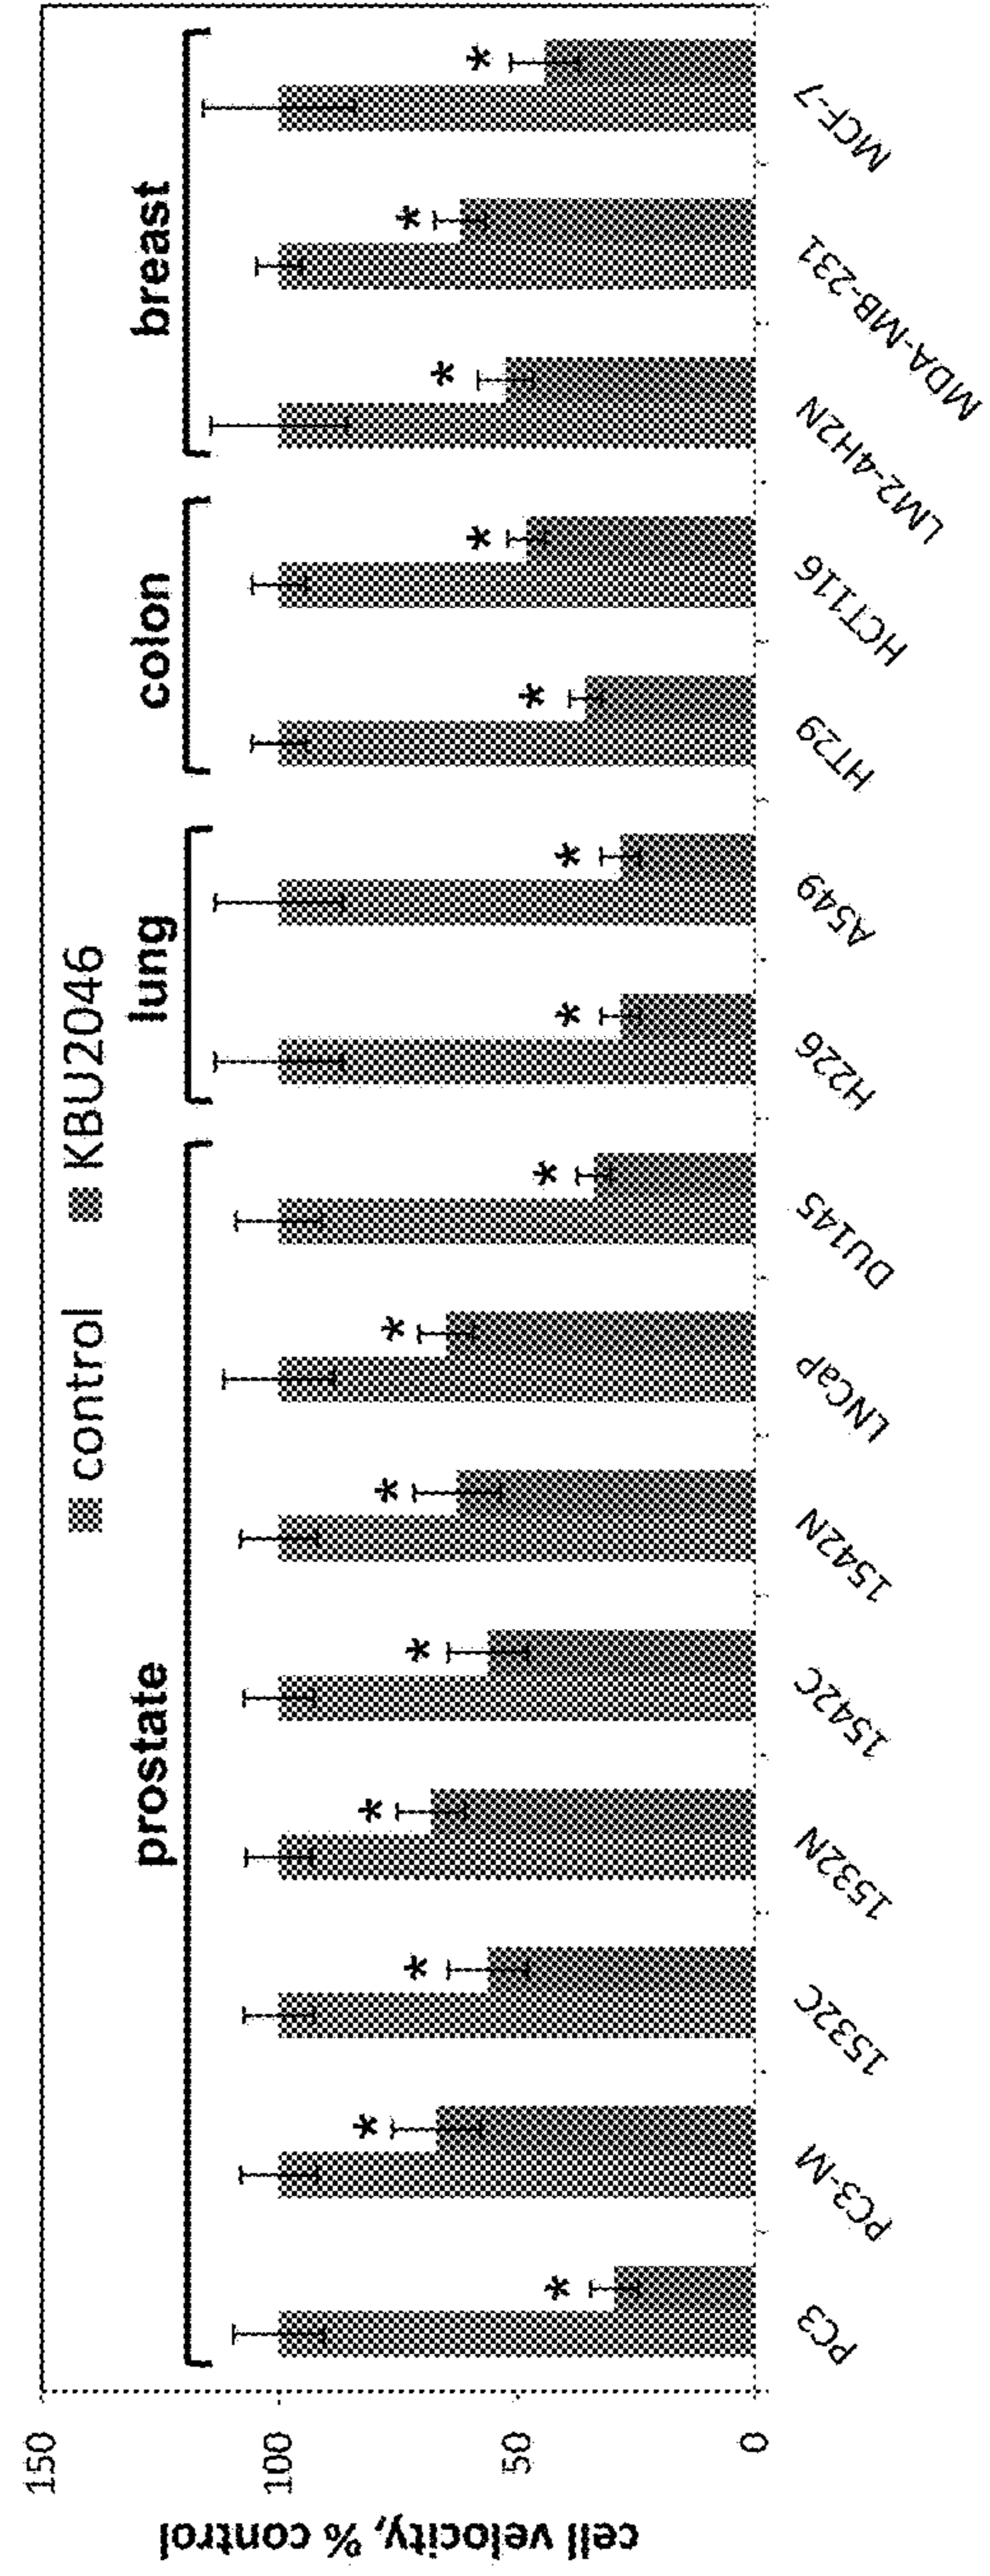 control KBU2046
prostate lung colon breast
150
100
50
0
cell velocity, % control
* * * * * * * * * * * * * * *
PC3 PC3-M 1532C 1532N 1542C 1542N LNCaP DU145 H226 A549 HT29 HCT116 LM2-4H2N MDA-MB-231 MCF-7